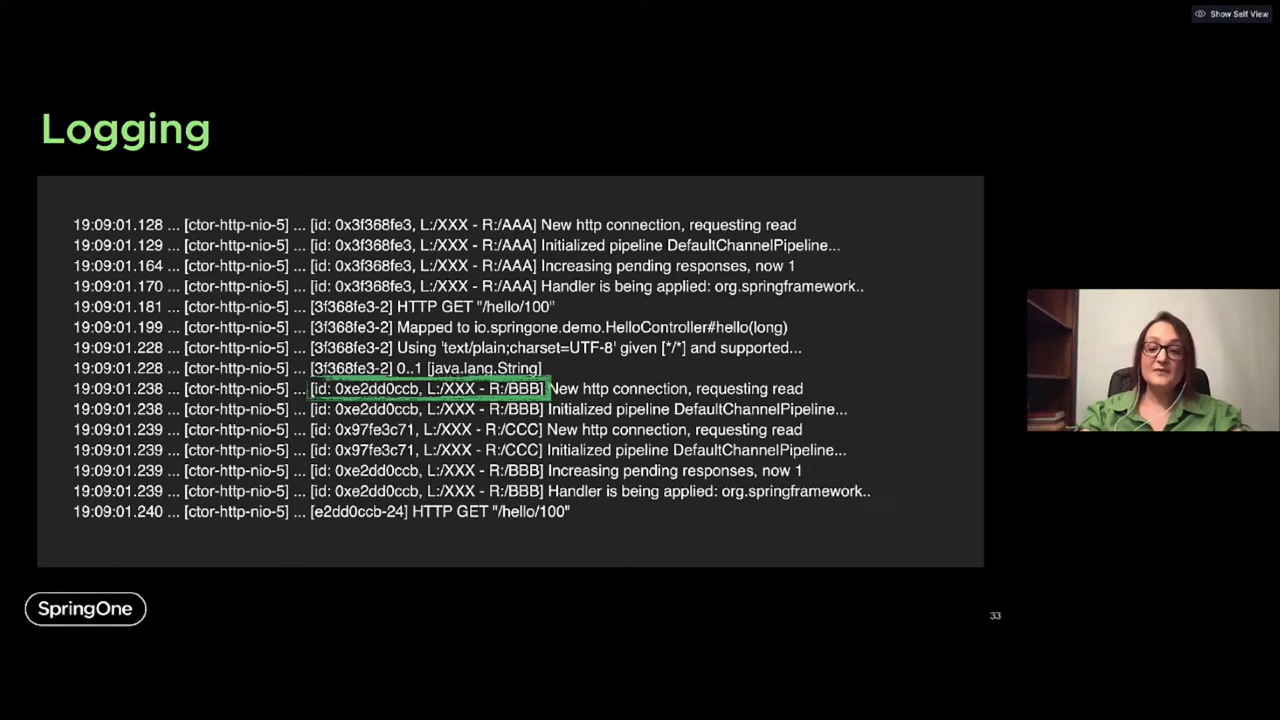 Show Self View
Logging
19:09:01.128 ... [ctor-http-nio-5] ... [id: 0x3f368fe3, L:/XXX - R:/AAA] New http connection, requesting read
19:09:01.129 ... [ctor-http-nio-5] ... [id: 0x3f368fe3, L:/XXX - R:/AAA] Initialized pipeline DefaultChannelPipeline...
19:09:01.164 ... [ctor-http-nio-5] ... [id: 0x3f368fe3, L:/XXX - R:/AAA] Increasing pending responses, now 1
19:09:01.170 ... [ctor-http-nio-5] ... [id: 0x3f368fe3, L:/XXX - R:/AAA] Handler is being applied: org.springframework..
19:09:01.181 ... [ctor-http-nio-5] ... [3f368fe3-2] HTTP GET "/hello/100"
19:09:01.199 ... [ctor-http-nio-5] ... [3f368fe3-2] Mapped to io.springone.demo.HelloController#hello(long)
19:09:01.228 ... [ctor-http-nio-5] ... [3f368fe3-2] Using 'text/plain;charset=UTF-8' given [*/*] and supported...
19:09:01.228 ... [ctor-http-nio-5] ... [3f368fe3-2] 0..1 [java.lang.String]
19:09:01.238 ... [ctor-http-nio-5] ... [id: 0xe2dd0ccb, L:/XXX - R:/BBB] New http connection, requesting read
19:09:01.238 ... [ctor-http-nio-5] ... [id: 0xe2dd0ccb, L:/XXX - R:/BBB] Initialized pipeline DefaultChannelPipeline...
19:09:01.239 ... [ctor-http-nio-5] ... [id: 0x97fe3c71, L:/XXX - R:/CCC] New http connection, requesting read
19:09:01.239 ... [ctor-http-nio-5] ... [id: 0x97fe3c71, L:/XXX - R:/CCC] Initialized pipeline DefaultChannelPipeline...
19:09:01.239 ... [ctor-http-nio-5] ... [id: 0xe2dd0ccb, L:/XXX - R:/BBB] Increasing pending responses, now 1
19:09:01.239 ... [ctor-http-nio-5] ... [id: 0xe2dd0ccb, L:/XXX - R:/BBB] Handler is being applied: org.springframework..
19:09:01.240 ... [ctor-http-nio-5] ... [e2dd0ccb-24] HTTP GET "/hello/100"
SpringOne
33